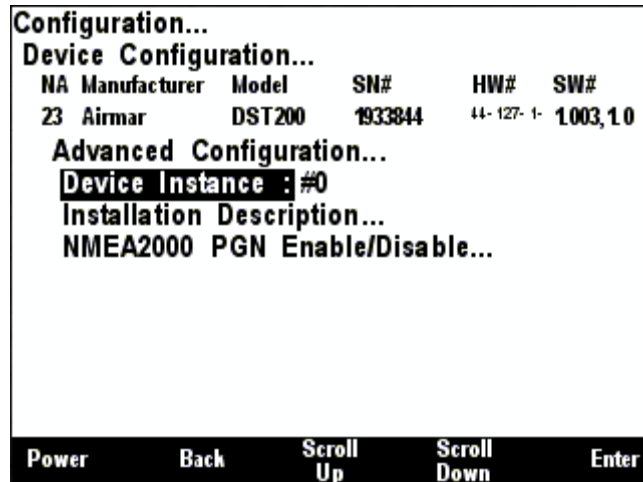 Configuration...
Device Configuration...
NA Manufacturer Model SN# HW# SW#
23 Airmar DST200 1933844 44-127-1- 1.003, 1.0
Advanced Configuration...
Device Instance : #0
Installation Description...
NMEA2000 PGN Enable/Disable...
Power Back Scroll Up Scroll Down Enter